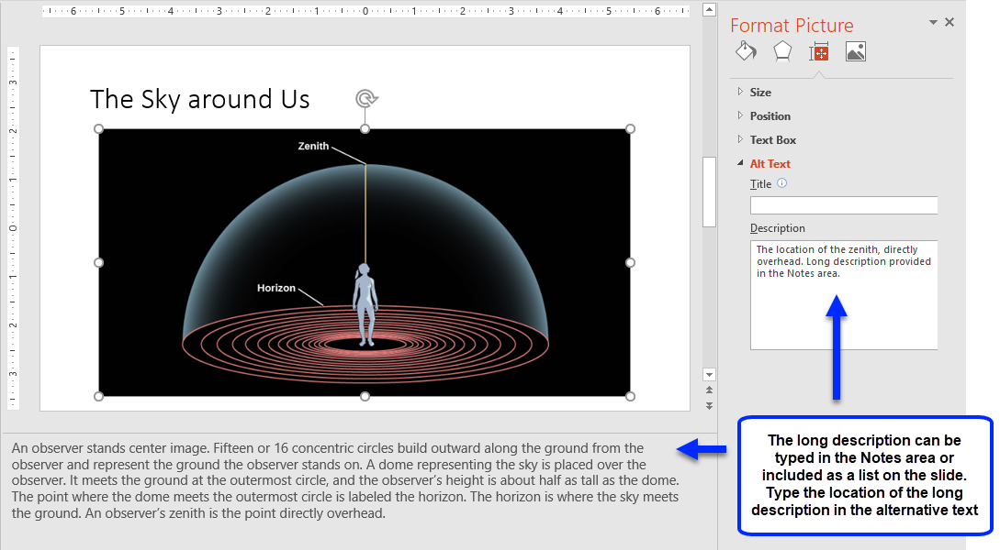 6 5 4 3 2 1 0 1 2 3 4 5 6
3
2
1
0
1
2
3
The Sky around Us
Zenith
Horizon
An observer stands center image. Fifteen or 16 concentric circles build outward along the ground from the
observer and represent the ground the observer stands on. A dome representing the sky is placed over the
observer. It meets the ground at the outermost circle, and the observer's height is about half as tall as the dome.
The point where the dome meets the outermost circle is labeled the horizon. The horizon is where the sky meets
the ground. An observer's zenith is the point directly overhead.
Format Picture
Size
Position
Text Box
Alt Text
Title
Description
The location of the zenith, directly
overhead. Long description provided
in the Notes area.
The long description can be
typed in the Notes area or
included as a list on the slide.
Type the location of the long
description in the alternative text